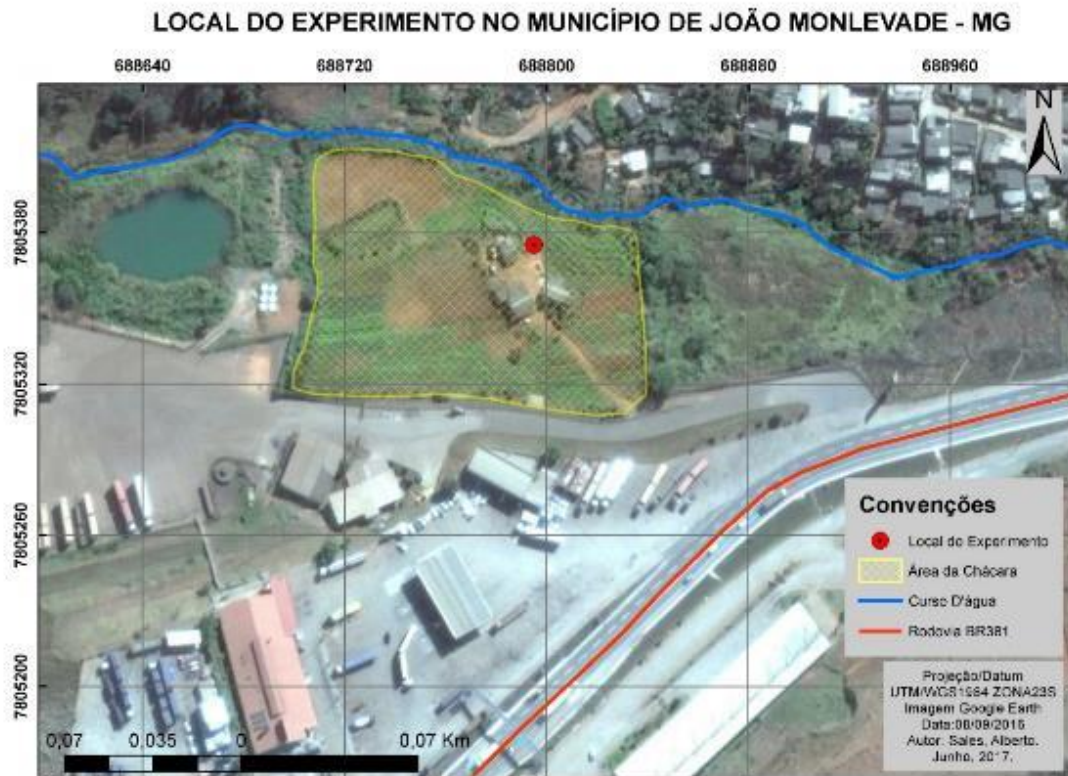 LOCAL DO EXPERIMENTO NO MUNICÍPIO DE JOÃO MONLEVADE - MG
688640 688720 688800 688880 688960
N
7805380
7805320
7805260
7805200
Convenções
Local do Experimento
Área da Chácara
Curso D'água
Rodovia BR381
Projeção/Datum
UTM/WGS1984 ZONA23S
Imagem Google Earth
Data:08/09/2016
Autor: Sales, Alberto.
Junho, 2017.
0,07 0,035 0 0,07 Km